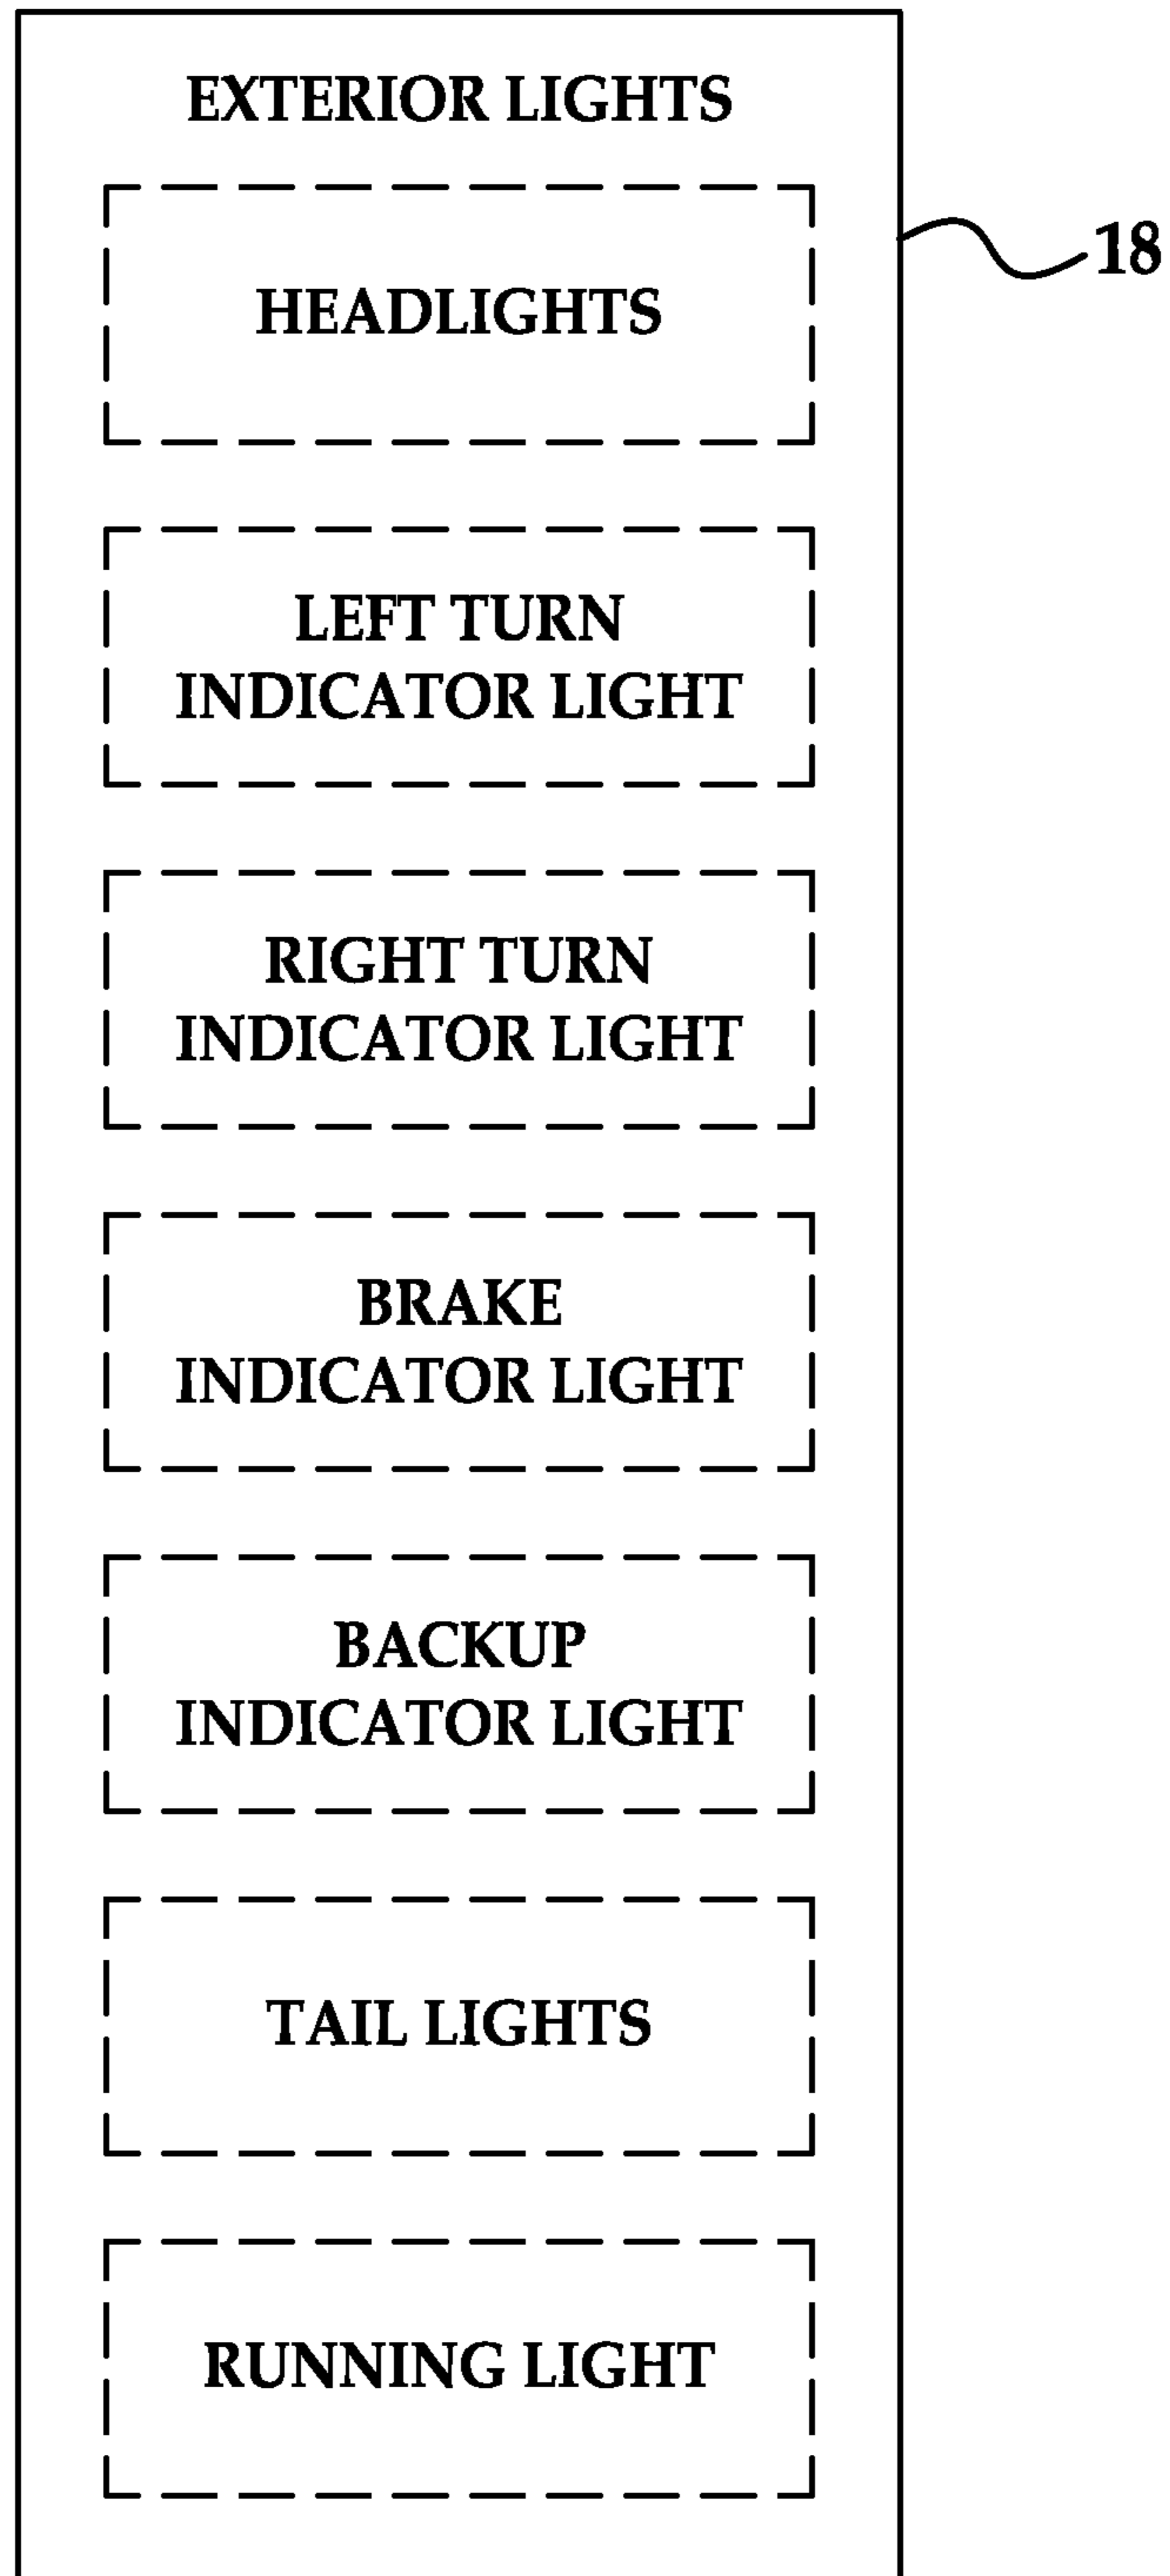 EXTERIOR LIGHTS
18
HEADLIGHTS
LEFT TURN
INDICATOR LIGHT
RIGHT TURN
INDICATOR LIGHT
BRAKE
INDICATOR LIGHT
BACKUP
INDICATOR LIGHT
TAIL LIGHTS
RUNNING LIGHT